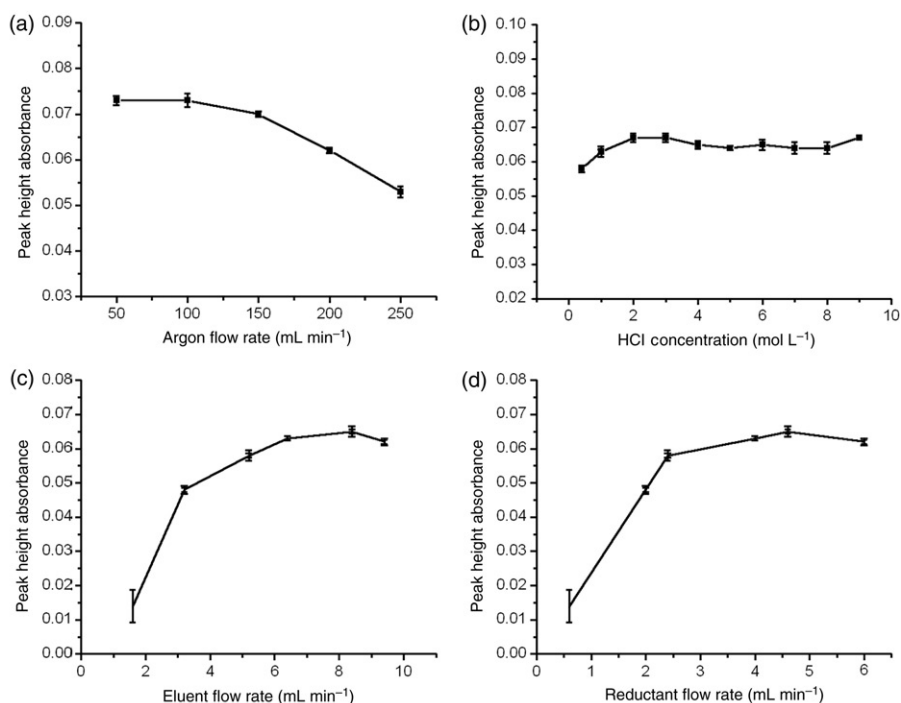 (a)
0.09
0.08
0.07
0.06
0.05
0.04
0.03
Peak height absorbance
50 100 150 200 250
Argon flow rate (mL min⁻¹)
(b)
0.10
0.09
0.08
0.07
0.06
0.05
0.04
0.03
0.02
Peak height absorbance
0 2 4 6 8 10
HCl concentration (mol L⁻¹)
(c)
0.08
0.07
0.06
0.05
0.04
0.03
0.02
0.01
0.00
Peak height absorbance
0 2 4 6 8 10
Eluent flow rate (mL min⁻¹)
(d)
0.08
0.07
0.06
0.05
0.04
0.03
0.02
0.01
0.00
Peak height absorbance
0 1 2 3 4 5 6
Reductant flow rate (mL min⁻¹)